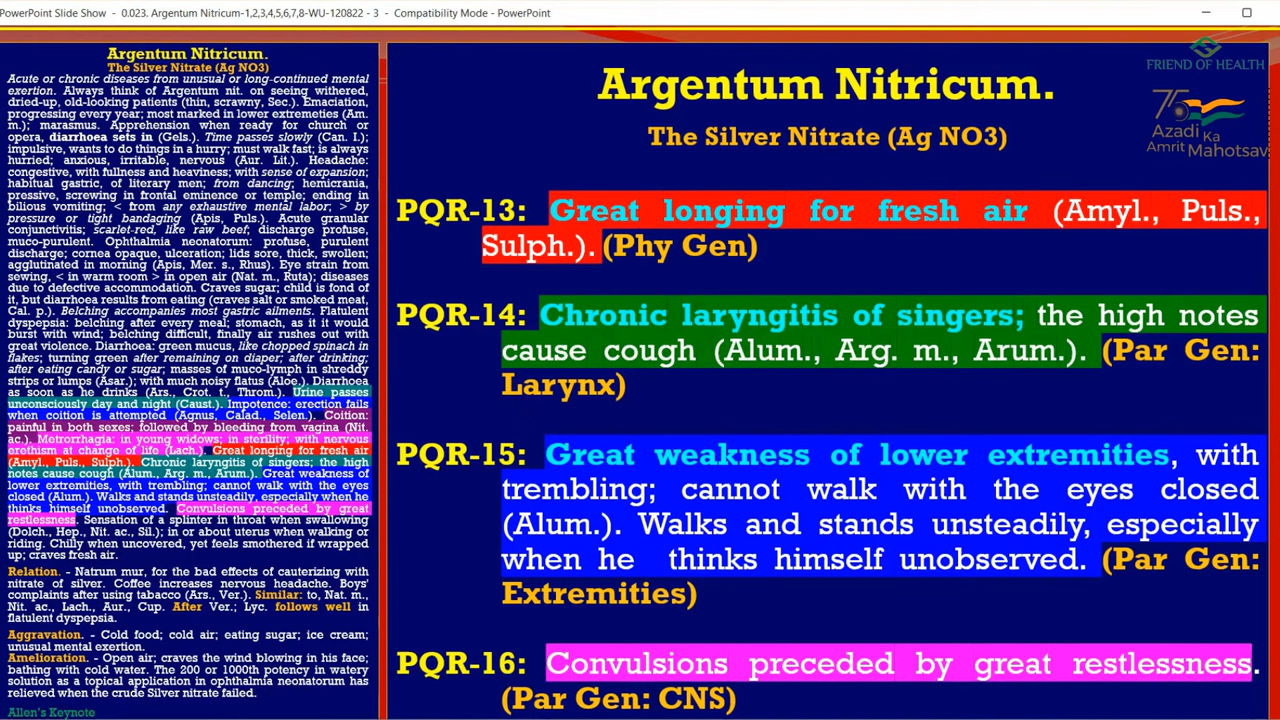 PowerPoint Slide Show - 0.023. Argentum Nitricum-1,2,3,4,5,6,7,8-WU-120822 - 3 - Compatibility Mode - PowerPoint
Argentum Nitricum.
The Silver Nitrate (Ag NO3)
Acute or chronic diseases from unusual or long-continued mental
exertion. Always think of Argentum nit. on seeing withered,
dried-up, old-looking patients (thin, scrawny, Sec.). Emaciation,
progressing every year; most marked in lower extremeties (Am.
m.); marasmus. Apprehension when ready for church or
opera, diarrhoea sets in (Gels.). Time passes slowly (Can. I.);
impulsive, wants to do things in a hurry; must walk fast; is always
hurried; anxious, irritable, nervous (Aur. Lit.). Headache:
congestive, with fullness and heaviness; with sense of expansion;
habitual gastric, of literary men; from dancing; hemicrania,
pressive, screwing in frontal eminence or temple; ending in
bilious vomiting; < from any exhaustive mental labor; > by
pressure or tight bandaging (Apis, Puls.). Acute granular
conjunctivitis; scarlet-red, like raw beef; discharge profuse,
muco-purulent. Ophthalmia neonatorum: profuse, purulent
discharge; cornea opaque, ulceration; lids sore, thick, swollen;
agglutinated in morning (Apis, Mer. s., Rhus). Eye strain from
sewing, < in warm room > in open air (Nat. m., Ruta); diseases
due to defective accommodation. Craves sugar; child is fond of
it, but diarrhoea results from eating (craves salt or smoked meat,
Cal. p.). Belching accompanies most gastric ailments. Flatulent
dyspepsia: belching after every meal; stomach, as if it would
burst with wind; belching difficult, finally air rushes out with
great violence. Diarrhoea: green mucus, like chopped spinach in
flakes; turning green after remaining on diaper; after drinking;
after eating candy or sugar; masses of muco-lymph in shreddy
strips or lumps (Asar.); with much noisy flatus (Aloe.). Diarrhoea
as soon as he drinks (Ars., Crot. t., Throm.). Urine passes
unconsciously day and night (Caust.). Impotence: erection fails
when coition is attempted (Agnus, Calad., Selen.). Coition:
painful in both sexes; followed by bleeding from vagina (Nit.
ac.). Metrorrhagia: in young widows; in sterility; with nervous
erethism at change of life (Lach.). Great longing for fresh air
(Amyl., Puls., Sulph.). Chronic laryngitis of singers; the high
notes cause cough (Alum., Arg. m., Arum.). Great weakness of
lower extremities, with trembling; cannot walk with the eyes
closed (Alum.). Walks and stands unsteadily, especially when he
thinks himself unobserved. Convulsions preceded by great
restlessness. Sensation of a splinter in throat when swallowing
(Dolch., Hep., Nit. ac., Sil.); in or about uterus when walking or
riding. Chilly when uncovered, yet feels smothered if wrapped
up; craves fresh air.
Relation. - Natrum mur, for the bad effects of cauterizing with
nitrate of silver. Coffee increases nervous headache. Boys'
complaints after using tabacco (Ars., Ver.). Similar: to, Nat. m.,
Nit. ac., Lach., Aur., Cup. After Ver.; Lyc. follows well in
flatulent dyspepsia.
Aggravation. - Cold food; cold air; eating sugar; ice cream;
unusual mental exertion.
Amelioration. - Open air; craves the wind blowing in his face;
bathing with cold water. The 200 or 1000th potency in watery
solution as a topical application in ophthalmia neonatorum has
relieved when the crude Silver nitrate failed.
Allen's Keynote
Argentum Nitricum.
The Silver Nitrate (Ag NO3)
FRIEND OF HEALTH
75
Azadi Ka
Amrit Mahotsav
PQR-13: Great longing for fresh air (Amyl., Puls.,
Sulph.). (Phy Gen)
PQR-14: Chronic laryngitis of singers; the high notes
cause cough (Alum., Arg. m., Arum.). (Par Gen:
Larynx)
PQR-15: Great weakness of lower extremities, with
trembling; cannot walk with the eyes closed
(Alum.). Walks and stands unsteadily, especially
when he thinks himself unobserved. (Par Gen:
Extremities)
PQR-16: Convulsions preceded by great restlessness.
(Par Gen: CNS)